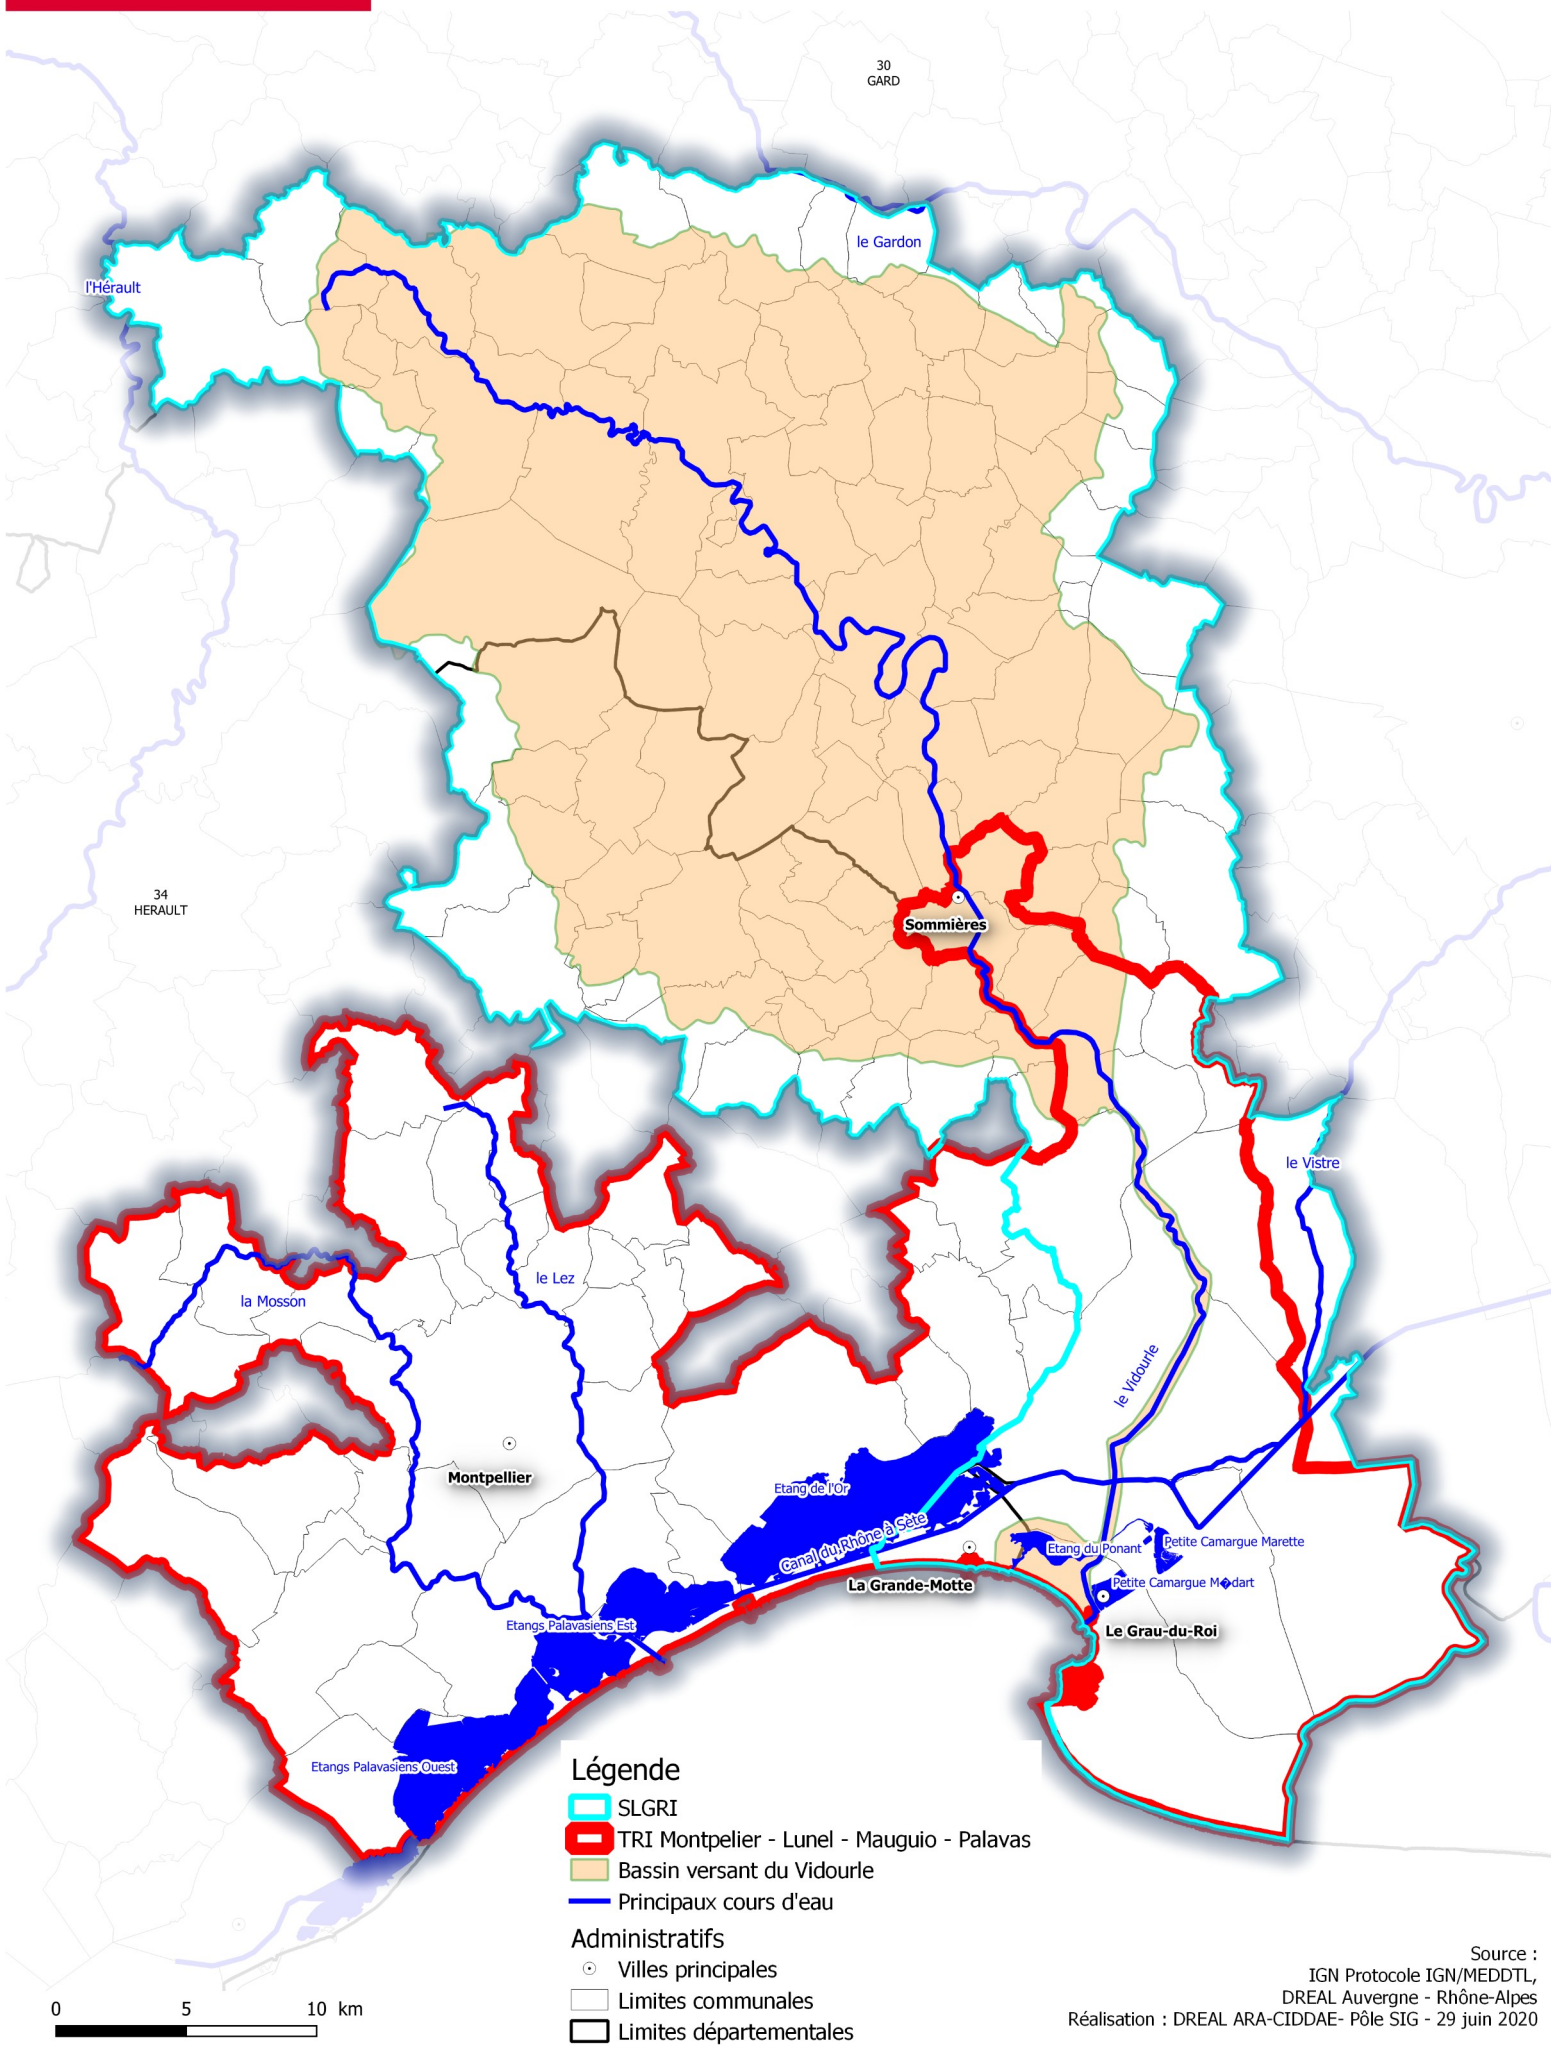 30
GARD
le Gardon
l'Hérault
34
HERAULT
Sommières
le Vistre
le Lez
la Mosson
le Vidourle
Montpellier
Etang de l'Or
Canal du Rhône à Sète
Etang du Ponant
Petite Camargue Marette
Petite Camargue M�dart
La Grande-Motte
Le Grau-du-Roi
Etangs Palavasiens Est
Etangs Palavasiens Ouest
Légende
SLGRI
TRI Montpelier - Lunel - Mauguio - Palavas
Bassin versant du Vidourle
Principaux cours d'eau
Administratifs
Villes principales
Limites communales
Limites départementales
0 5 10 km
Source :
IGN Protocole IGN/MEDDTL,
DREAL Auvergne - Rhône-Alpes
Réalisation : DREAL ARA-CIDDAE- Pôle SIG - 29 juin 2020